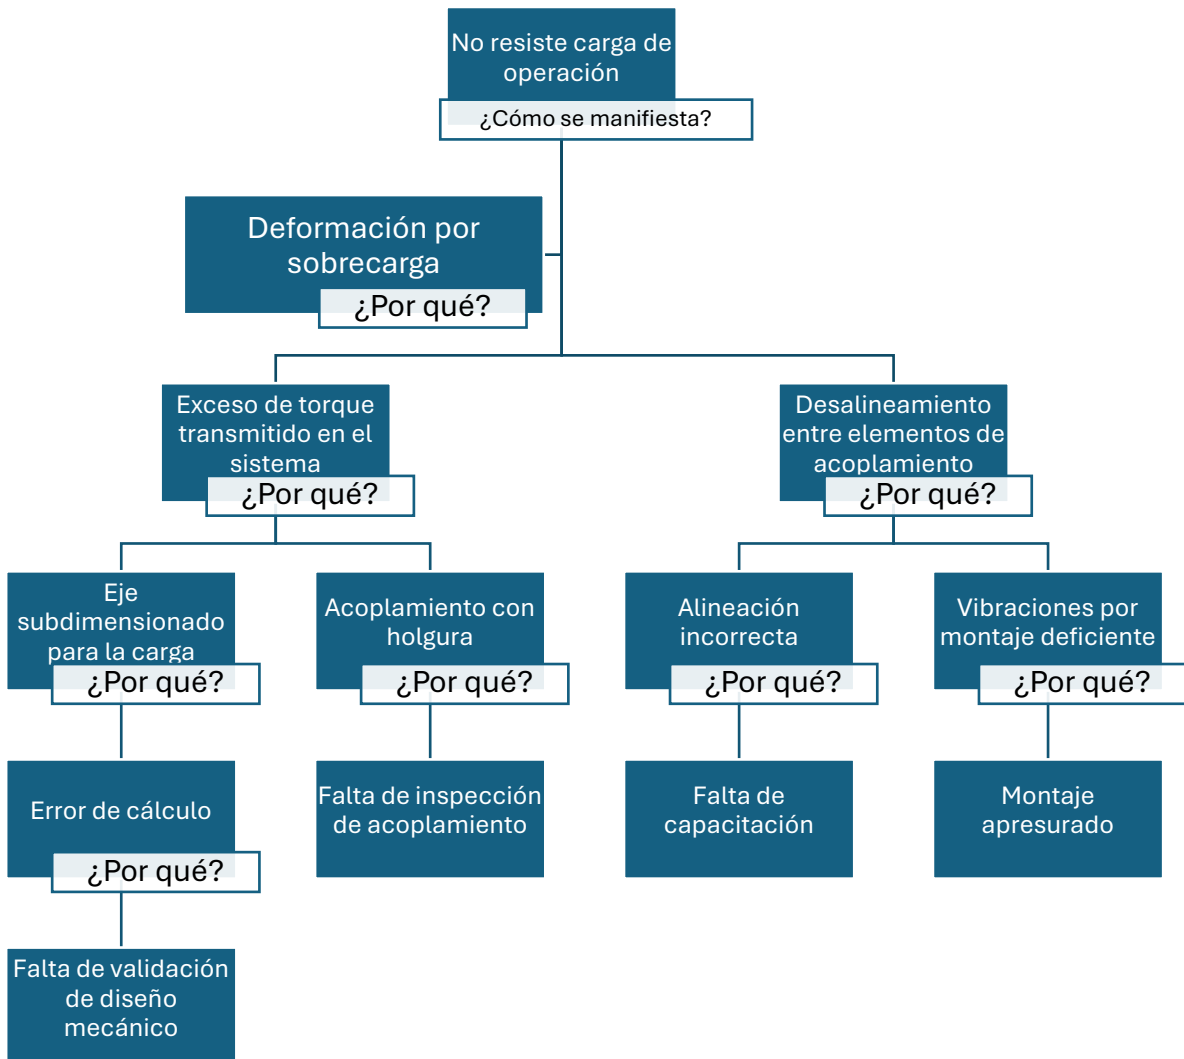 No resiste carga de
operación
¿Cómo se manifiesta?
Deformación por
sobrecarga
¿Por qué?
Exceso de torque
transmitido en el
sistema
¿Por qué?
Desalineamiento
entre elementos de
acoplamiento
¿Por qué?
Eje
subdimensionado
para la carga
¿Por qué?
Acoplamiento con
holgura
¿Por qué?
Alineación
incorrecta
¿Por qué?
Vibraciones por
montaje deficiente
¿Por qué?
Error de cálculo
¿Por qué?
Falta de inspección
de acoplamiento
Falta de
capacitación
Montaje
apresurado
Falta de validación
de diseño
mecánico